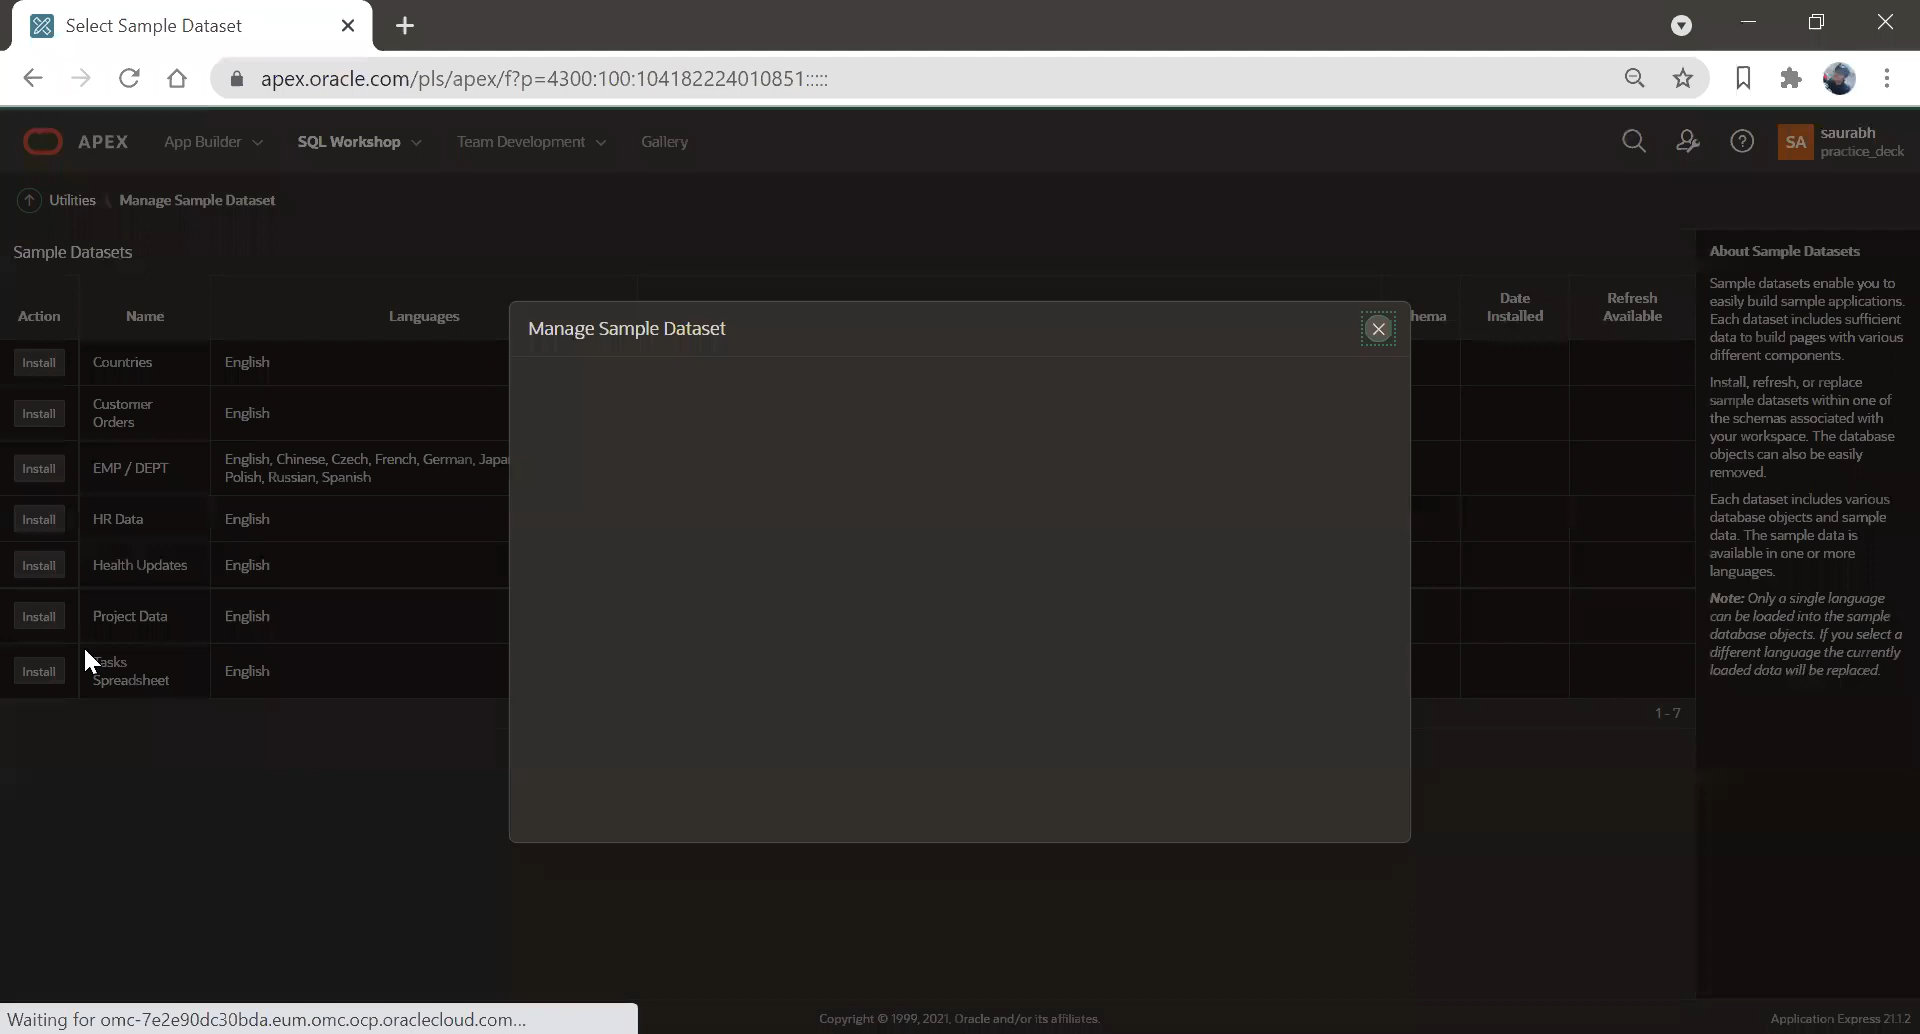 Select Sample Dataset
apex.oracle.com/pls/apex/f?p=4300:100:104182224010851:::::
APEX App Builder SQL Workshop Team Development Gallery
SA saurabh
practice_deck
Utilities Manage Sample Dataset
Sample Datasets
Action Name Languages
hema Date
Installed
Refresh
Available
Install Countries English
Install Customer
Orders
English
Install EMP / DEPT English, Chinese, Czech, French, German, Japa
Polish, Russian, Spanish
Install HR Data English
Install Health Updates English
Install Project Data English
Install Tasks
Spreadsheet
English
1 - 7
Manage Sample Dataset
About Sample Datasets
Sample datasets enable you to
easily build sample applications.
Each dataset includes sufficient
data to build pages with various
different components.
Install, refresh, or replace
sample datasets within one of
the schemas associated with
your workspace. The database
objects can also be easily
removed.
Each dataset includes various
database objects and sample
data. The sample data is
available in one or more
languages.
Note: Only a single language
can be loaded into the sample
database objects. If you select a
different language the currently
loaded data will be replaced.
Waiting for omc-7e2e90dc30bda.eum.omc.ocp.oraclecloud.com...
Copyright © 1999, 2021, Oracle and/or its affiliates.
Application Express 21.1.2